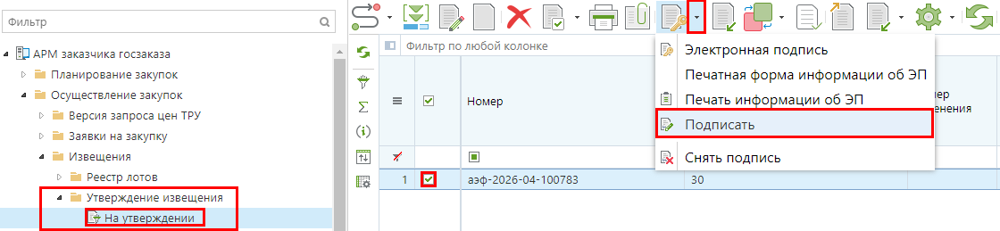 Фильтр
АРМ заказчика госзаказа
Планирование закупок
Осуществление закупок
Версия запроса цен ТРУ
Заявки на закупку
Извещения
Реестр лотов
Утверждение извещения
На утверждении
Фильтр по любой колонке
Номер
Электронная подпись
Печатная форма информации об ЭП
Печать информации об ЭП
Подписать
Снять подпись
1 аэф-2026-04-100783 30